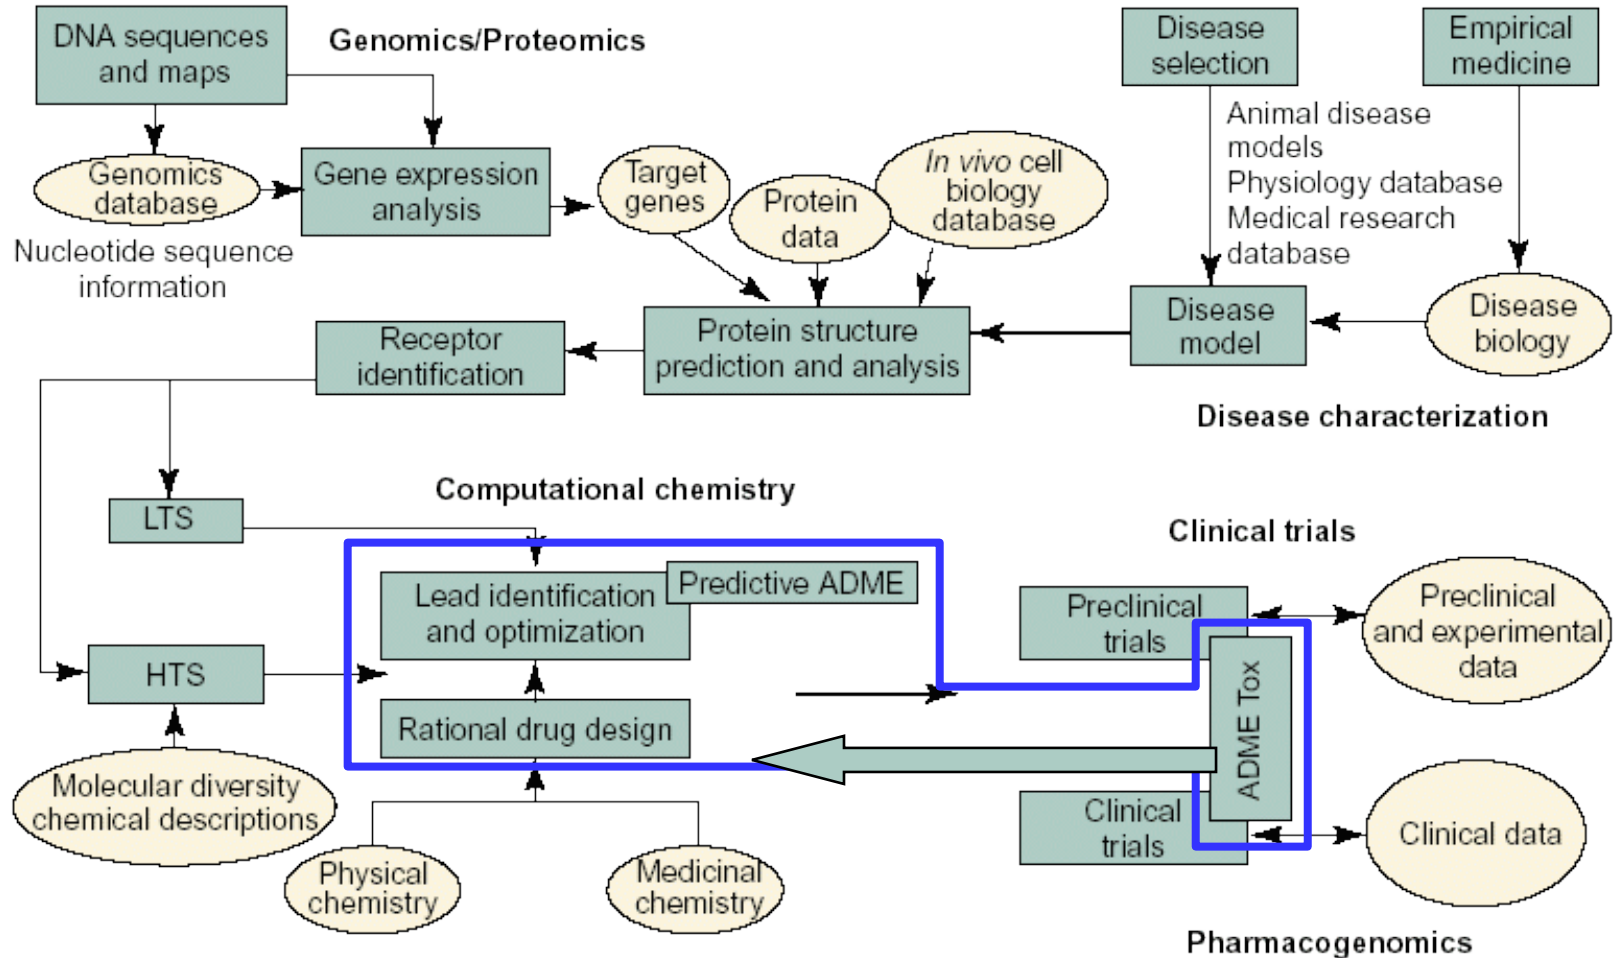 DNA sequences
and maps
Genomics/Proteomics
Disease
selection
Empirical
medicine
Animal disease
models
Physiology database
Medical research
database
Genomics
database
Gene expression
analysis
Target
genes
Protein
data
In vivo cell
biology
database
Nucleotide sequence
information
Receptor
identification
Protein structure
prediction and analysis
Disease
model
Disease
biology
Disease characterization
Computational chemistry
LTS
Clinical trials
Lead identification
and optimization
Predictive ADME
Preclinical
trials
Preclinical
and experimental
data
HTS
Rational drug design
ADME Tox
Molecular diversity
chemical descriptions
Clinical
trials
Clinical data
Physical
chemistry
Medicinal
chemistry
Pharmacogenomics